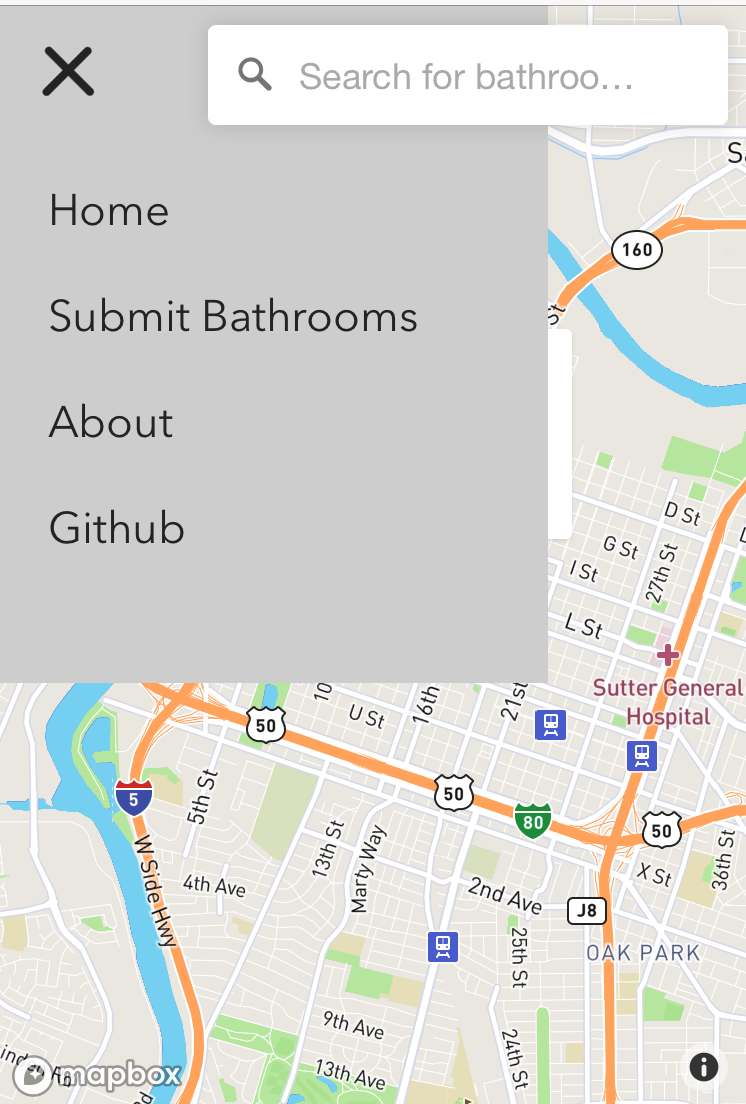 Search for bathroo…
Home
Submit Bathrooms
About
Github
160
St
D St
G St
I St
27th St
L St
Sutter General
Hospital
10
U St
16th
21st
50
5
5th St
50
80
50
W Side Hwy
13th St
Marty Way
X St
36th St
4th Ave
2nd Ave
J8
25th St
OAK PARK
9th Ave
24th St
13th Ave
mapbox